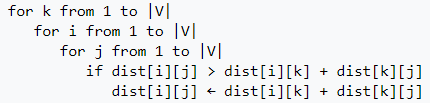 for k from 1 to |V|
for i from 1 to |V|
for j from 1 to |V|
if dist[i][j] > dist[i][k] + dist[k][j]
dist[i][j] ← dist[i][k] + dist[k][j]